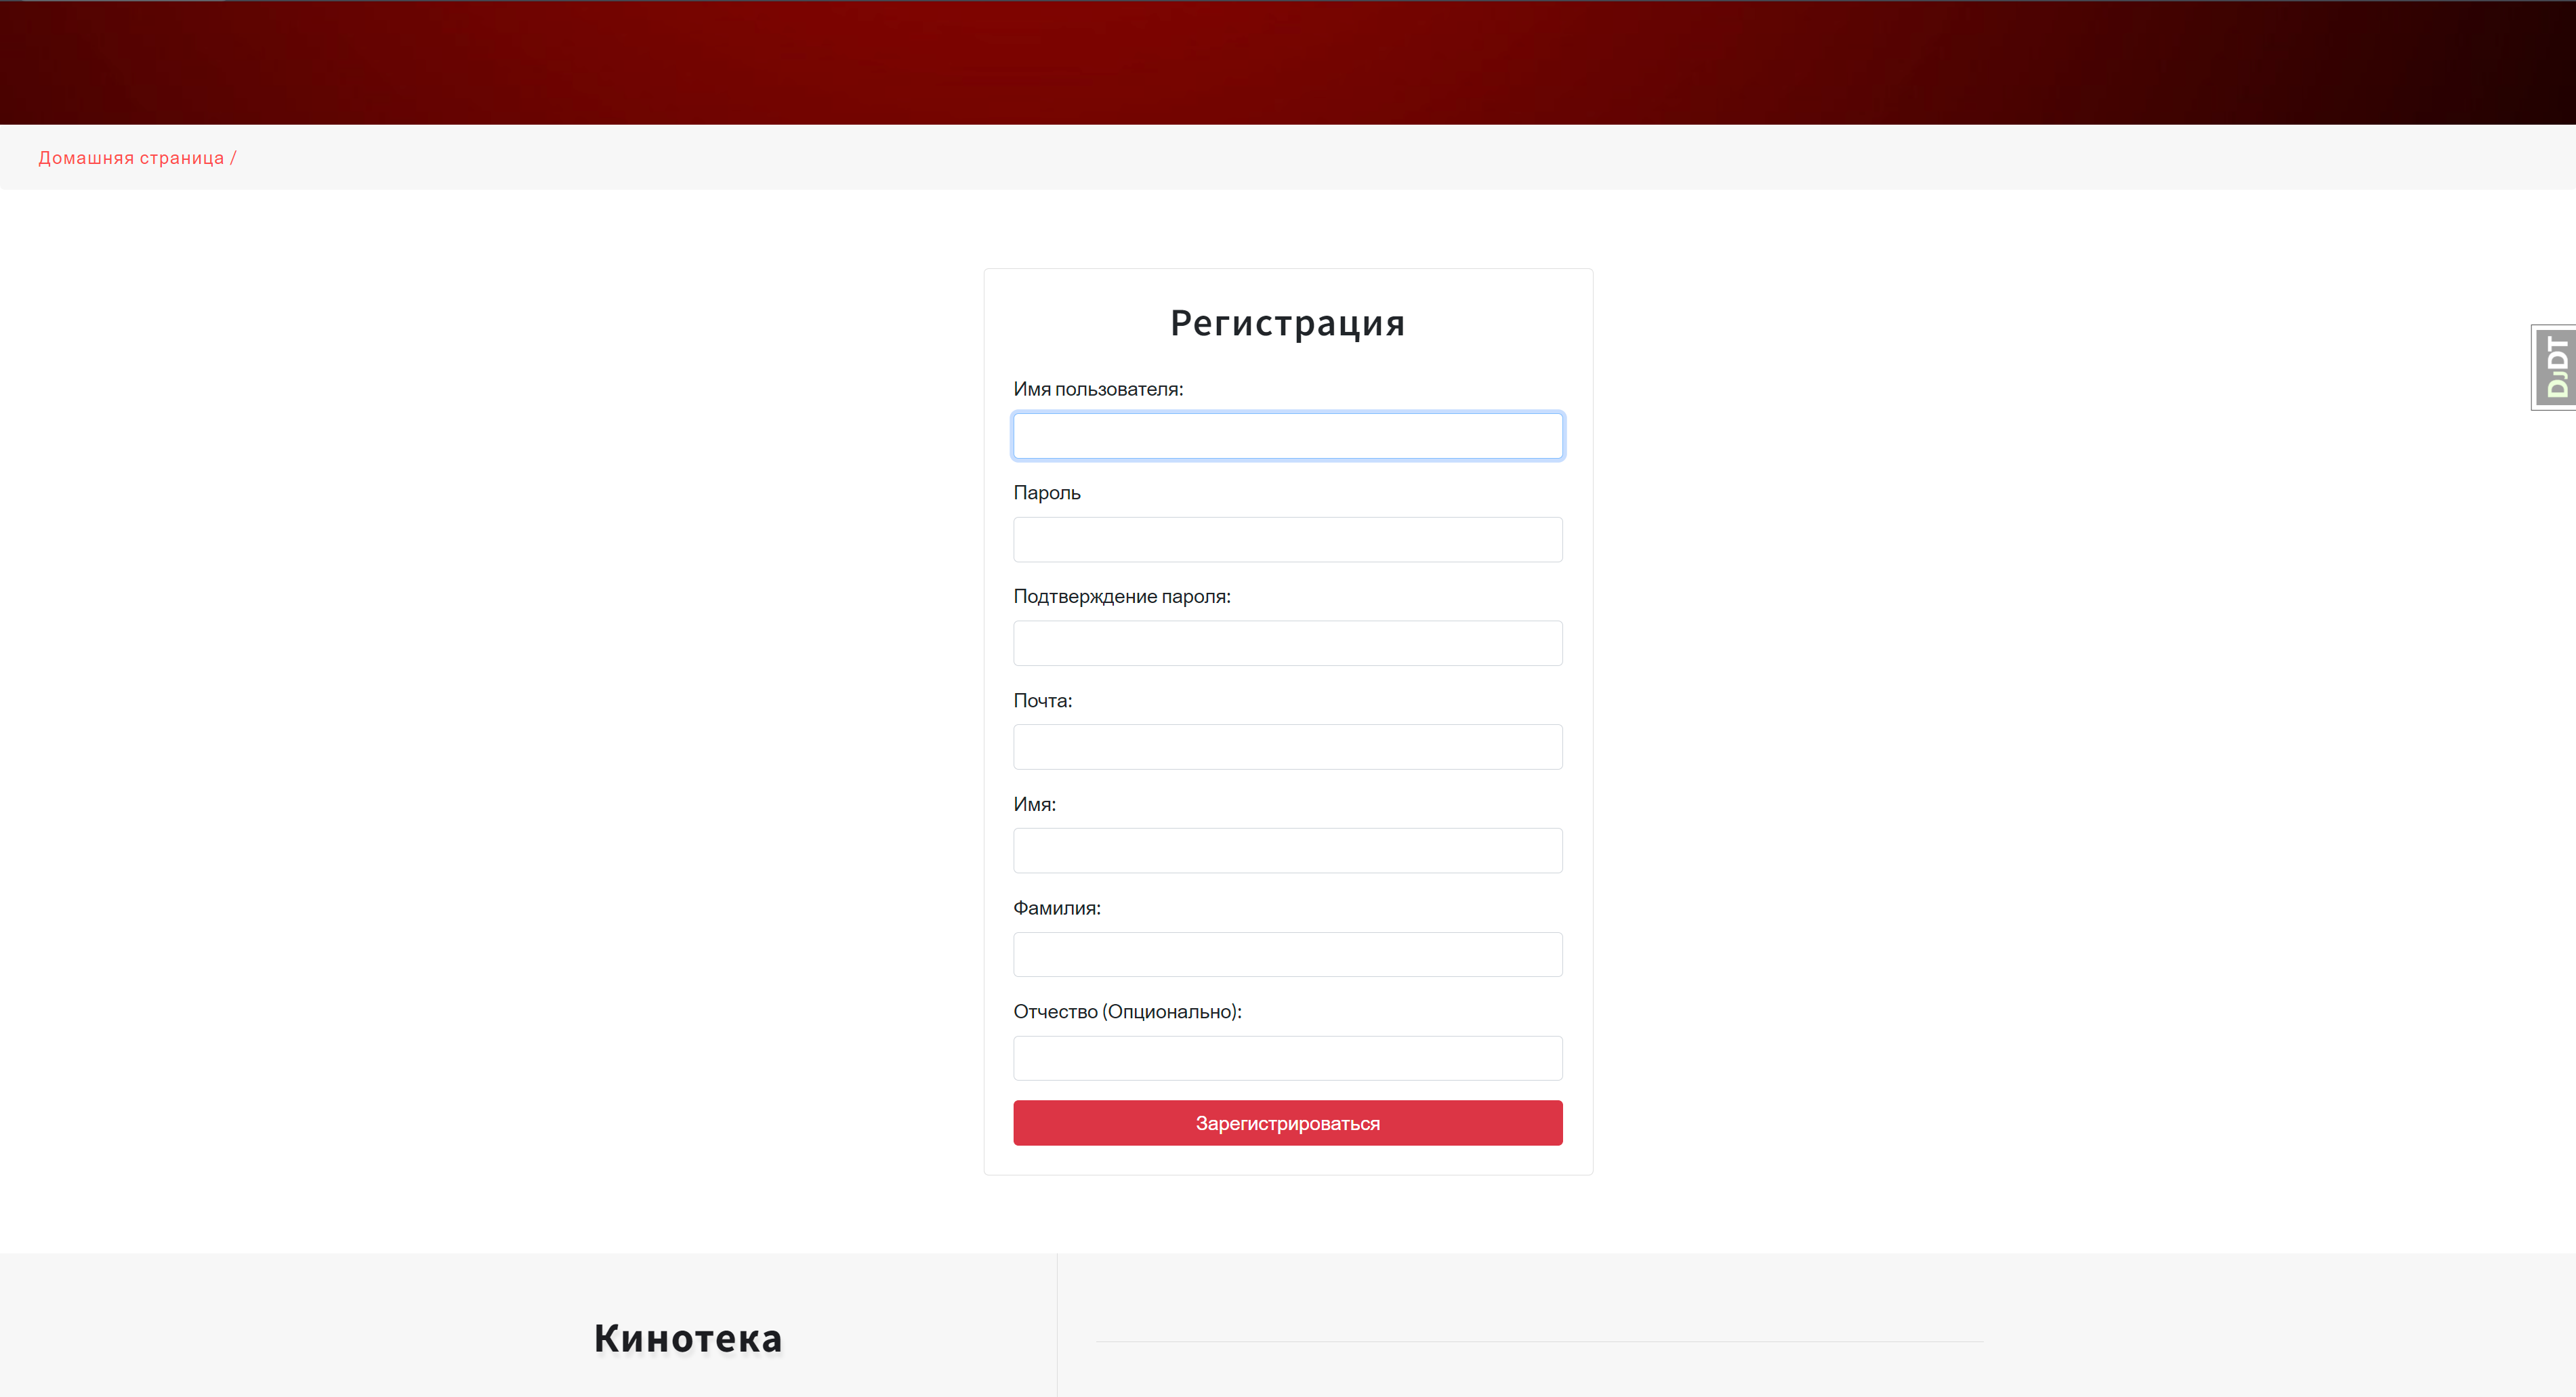 Домашняя страница /
Регистрация
DJDT
Имя пользователя:
Пароль
Подтверждение пароля:
Почта:
Имя:
Фамилия:
Отчество (Опционально):
Зарегистрироваться
Кинотека